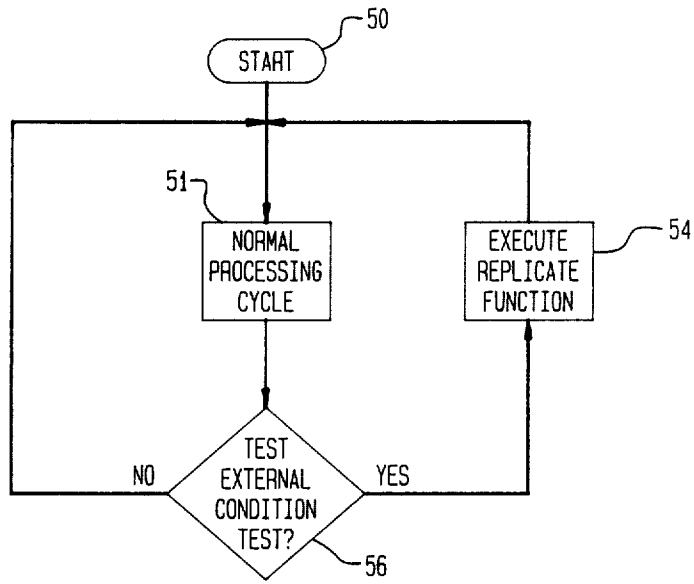 50
START
51
NORMAL
PROCESSING
CYCLE
EXECUTE
REPLICATE
FUNCTION
54
TEST
EXTERNAL
CONDITION
TEST?
NO
YES
56